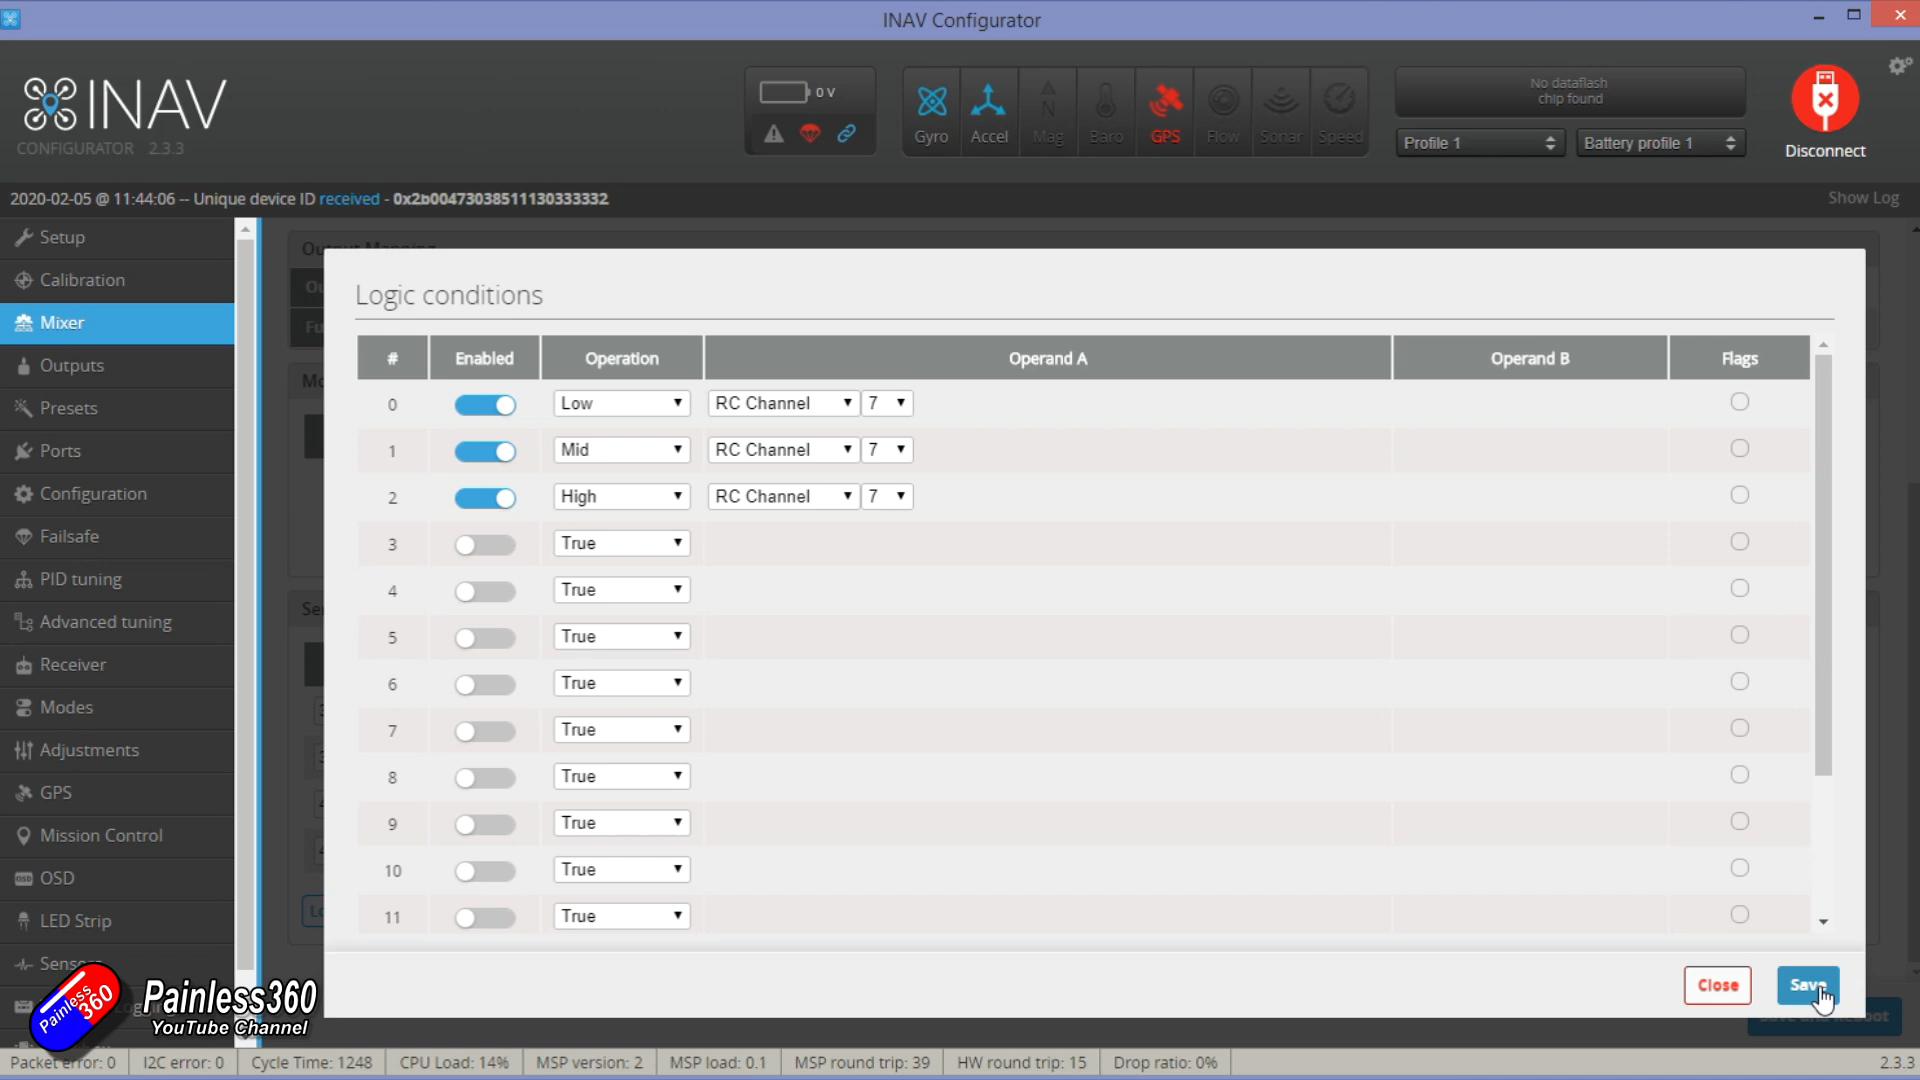 INAV Configurator
INAV
CONFIGURATOR 2.3.3
0 V
Gyro
Accel
Mag
Baro
GPS
Flow
Sonar
Speed
No dataflash
chip found
Profile 1
Battery profile 1
Disconnect
2020-02-05 @ 11:44:06 -- Unique device ID received - 0x2b00473038511130333332
Show Log
Setup
Calibration
Mixer
Outputs
Presets
Ports
Configuration
Failsafe
PID tuning
Advanced tuning
Receiver
Modes
Adjustments
GPS
Mission Control
OSD
LED Strip
Output Mapping
Logic conditions
# Enabled Operation Operand A Operand B Flags
0 Low RC Channel 7
1 Mid RC Channel 7
2 High RC Channel 7
3 True
4 True
5 True
6 True
7 True
8 True
9 True
10 True
11 True
Close
Save
Painless360
Painless360
YouTube Channel
Packet error: 0
I2C error: 0
Cycle Time: 1248
CPU Load: 14%
MSP version: 2
MSP load: 0.1
MSP round trip: 39
HW round trip: 15
Drop ratio: 0%
2.3.3